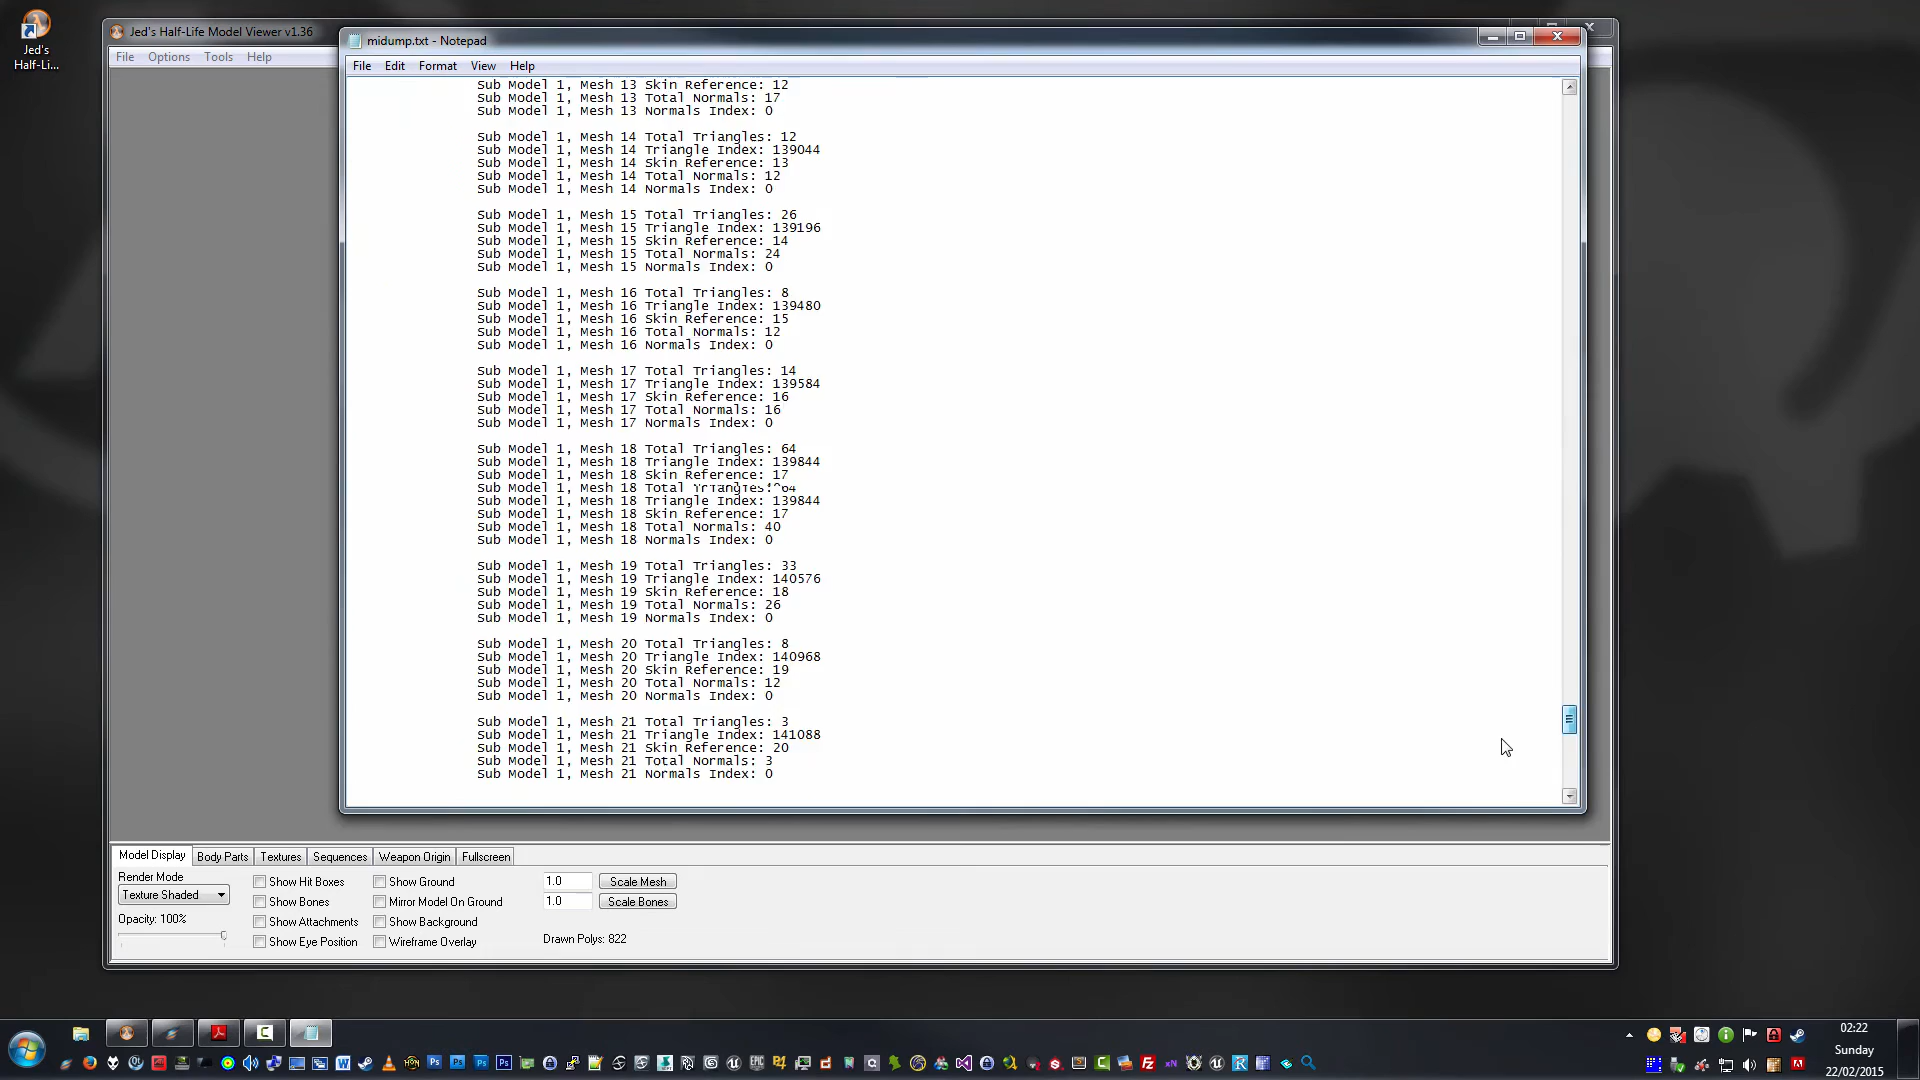 Jed's
Half-Li...
Jed's Half-Life Model Viewer v1.36
File Options Tools Help
midump.txt - Notepad
File Edit Format View Help
Sub Model 1, Mesh 13 Skin Reference: 12
Sub Model 1, Mesh 13 Total Normals: 17
Sub Model 1, Mesh 13 Normals Index: 0
Sub Model 1, Mesh 14 Total Triangles: 12
Sub Model 1, Mesh 14 Triangle Index: 139044
Sub Model 1, Mesh 14 Skin Reference: 13
Sub Model 1, Mesh 14 Total Normals: 12
Sub Model 1, Mesh 14 Normals Index: 0
Sub Model 1, Mesh 15 Total Triangles: 26
Sub Model 1, Mesh 15 Triangle Index: 139196
Sub Model 1, Mesh 15 Skin Reference: 14
Sub Model 1, Mesh 15 Total Normals: 24
Sub Model 1, Mesh 15 Normals Index: 0
Sub Model 1, Mesh 16 Total Triangles: 8
Sub Model 1, Mesh 16 Triangle Index: 139480
Sub Model 1, Mesh 16 Skin Reference: 15
Sub Model 1, Mesh 16 Total Normals: 12
Sub Model 1, Mesh 16 Normals Index: 0
Sub Model 1, Mesh 17 Total Triangles: 14
Sub Model 1, Mesh 17 Triangle Index: 139584
Sub Model 1, Mesh 17 Skin Reference: 16
Sub Model 1, Mesh 17 Total Normals: 16
Sub Model 1, Mesh 17 Normals Index: 0
Sub Model 1, Mesh 18 Total Triangles: 64
Sub Model 1, Mesh 18 Triangle Index: 139844
Sub Model 1, Mesh 18 Skin Reference: 17
Sub Model 1, Mesh 18 Total
Sub Model 1, Mesh 18 Triangle Index: 139844
Sub Model 1, Mesh 18 Skin Reference: 17
Sub Model 1, Mesh 18 Total Normals: 40
Sub Model 1, Mesh 18 Normals Index: 0
Sub Model 1, Mesh 19 Total Triangles: 33
Sub Model 1, Mesh 19 Triangle Index: 140576
Sub Model 1, Mesh 19 Skin Reference: 18
Sub Model 1, Mesh 19 Total Normals: 26
Sub Model 1, Mesh 19 Normals Index: 0
Sub Model 1, Mesh 20 Total Triangles: 8
Sub Model 1, Mesh 20 Triangle Index: 140968
Sub Model 1, Mesh 20 Skin Reference: 19
Sub Model 1, Mesh 20 Total Normals: 12
Sub Model 1, Mesh 20 Normals Index: 0
Sub Model 1, Mesh 21 Total Triangles: 3
Sub Model 1, Mesh 21 Triangle Index: 141088
Sub Model 1, Mesh 21 Skin Reference: 20
Sub Model 1, Mesh 21 Total Normals: 3
Sub Model 1, Mesh 21 Normals Index: 0
Model Display Body Parts Textures Sequences Weapon Origin Fullscreen
Render Mode
Texture Shaded
Opacity: 100%
Show Hit Boxes
Show Bones
Show Attachments
Show Eye Position
Show Ground
Mirror Model On Ground
Show Background
Wireframe Overlay
1.0 Scale Mesh
1.0 Scale Bones
Drawn Polys: 822
02:22
Sunday
22/02/2015